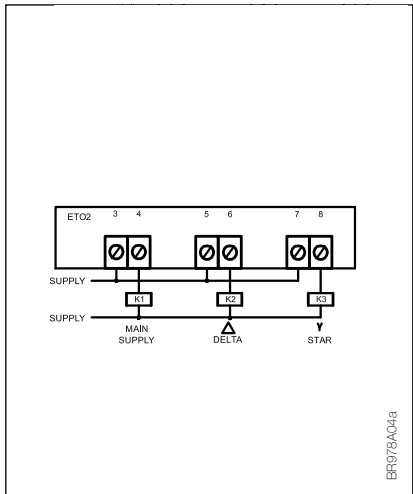 ETO2 3 4 5 6 7 8
SUPPLY
K1 K2 K3
SUPPLY
MAIN SUPPLY
DELTA
STAR
BR978A04a